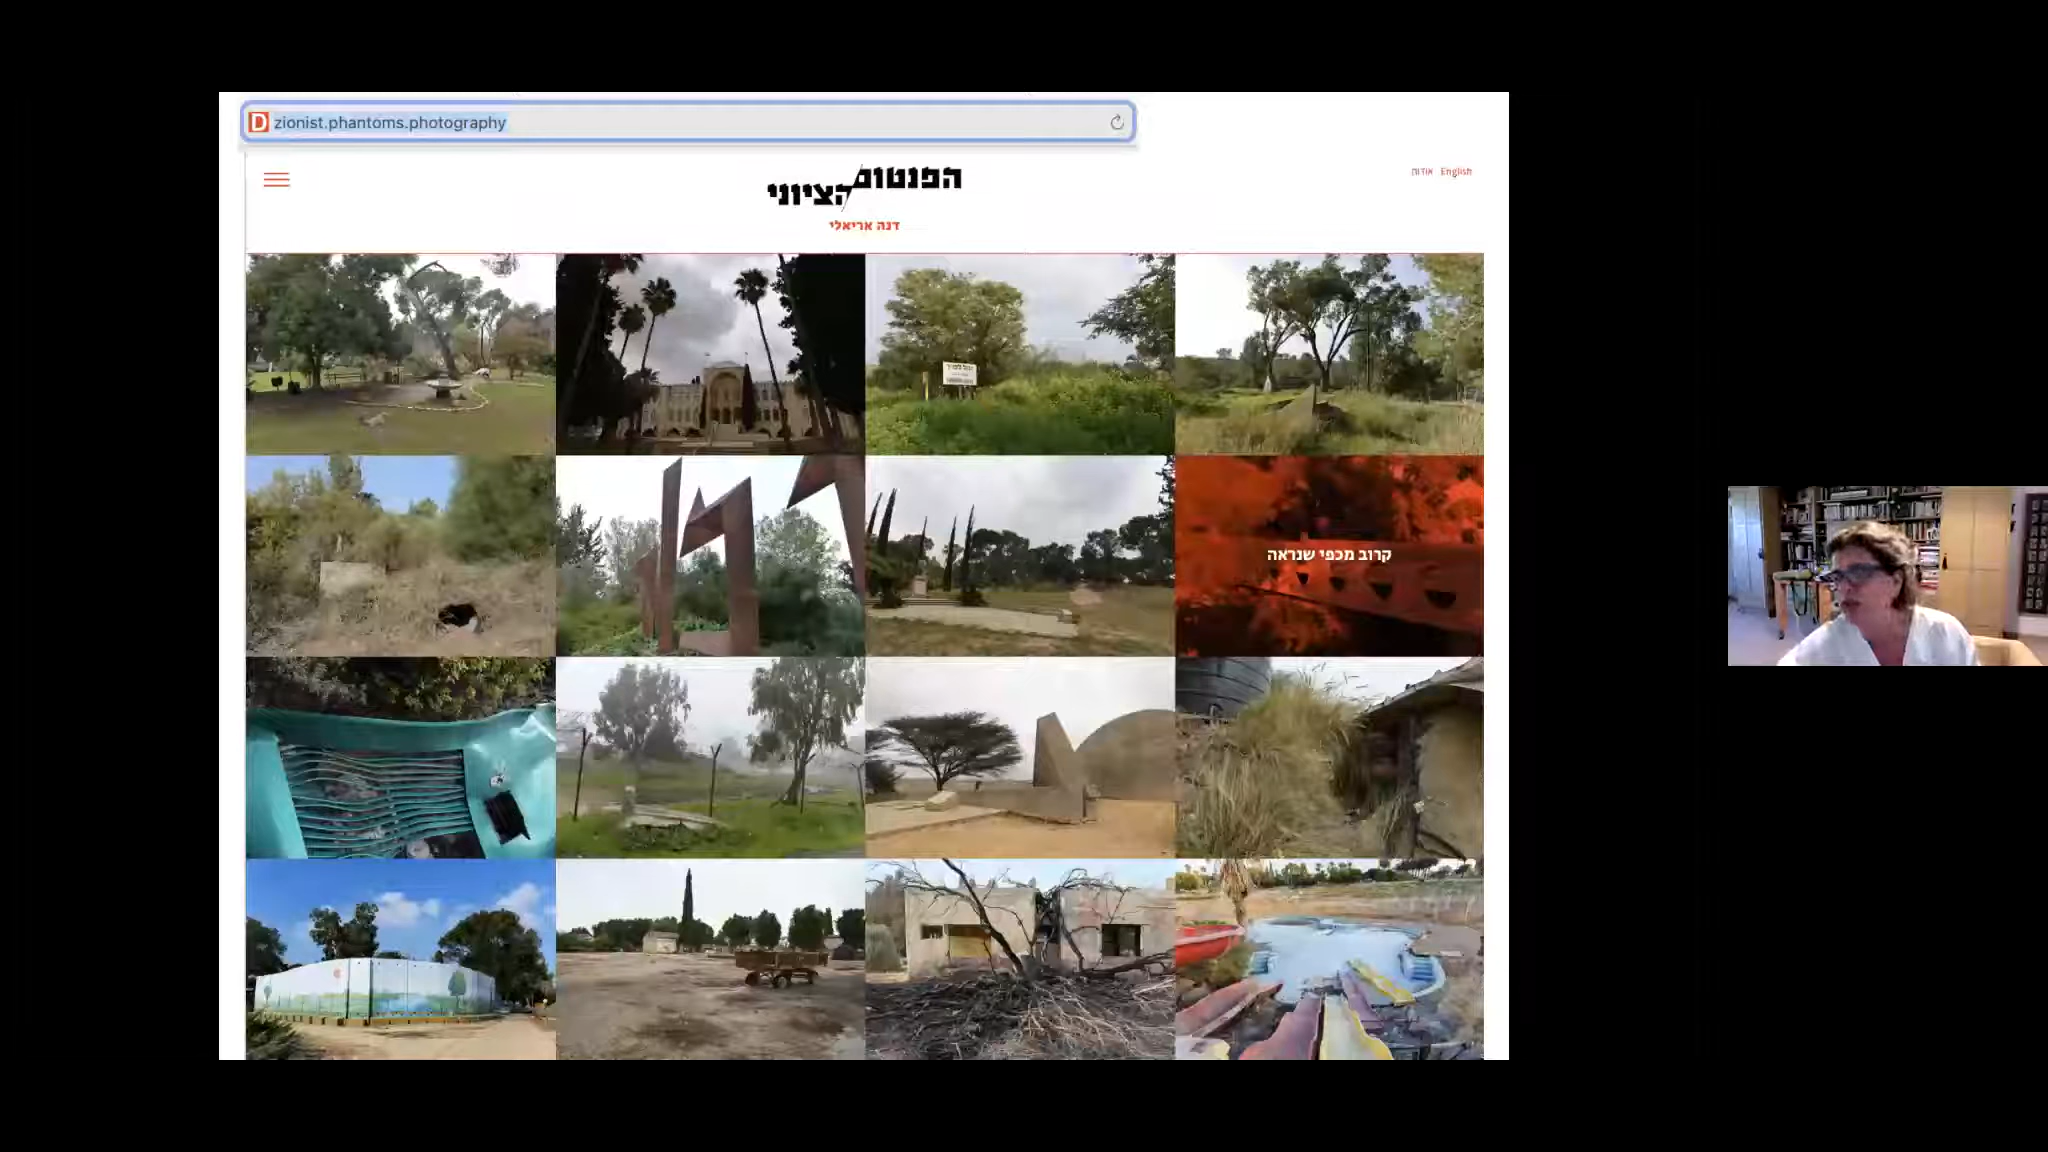 zionist.phantoms.photography
הפנטום
הציוני
דנה אריאלי
אודות English
קרוב מכפי שנראה